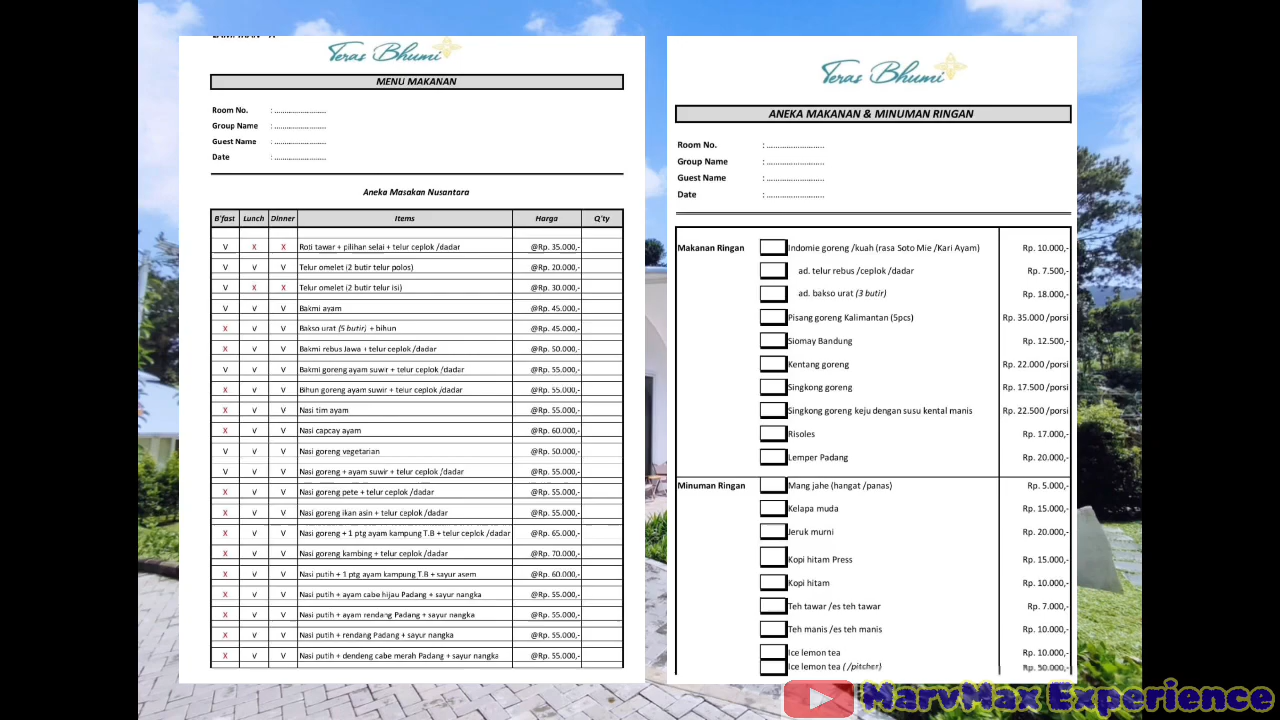 Teras Bhumi
MENU MAKANAN
Room No. : ........................
Group Name : ........................
Guest Name : ........................
Date : ........................
Aneka Masakan Nusantara
B'fast Lunch Dinner Items Harga Q'ty
V X X Roti tawar + pilihan selai + telur ceplok /dadar @Rp. 35.000,-
V V V Telur omelet (2 butir telur polos) @Rp. 20.000,-
V X X Telur omelet (2 butir telur isi) @Rp. 30.000,-
V V V Bakmi ayam @Rp. 45.000,-
X V V Bakso urat (5 butir) + bihun @Rp. 45.000,-
X V V Bakmi rebus Jawa + telur ceplok /dadar @Rp. 50.000,-
V V V Bakmi goreng ayam suwir + telur ceplok /dadar @Rp. 55.000,-
X V V Bihun goreng ayam suwir + telur ceplok /dadar @Rp. 55.000,-
X V V Nasi tim ayam @Rp. 55.000,-
X V V Nasi capcay ayam @Rp. 60.000,-
V V V Nasi goreng vegetarian @Rp. 50.000,-
V V V Nasi goreng + ayam suwir + telur ceplok /dadar @Rp. 55.000,-
X V V Nasi goreng pete + telur ceplok /dadar @Rp. 55.000,-
X V V Nasi goreng ikan asin + telur ceplok /dadar @Rp. 55.000,-
X V V Nasi goreng + 1 ptg ayam kampung T.B + telur ceplok /dadar @Rp. 65.000,-
X V V Nasi goreng kambing + telur ceplok /dadar @Rp. 70.000,-
X V V Nasi putih + 1 ptg ayam kampung T.B + sayur asem @Rp. 60.000,-
X V V Nasi putih + ayam cabe hijau Padang + sayur nangka @Rp. 55.000,-
X V V Nasi putih + ayam rendang Padang + sayur nangka @Rp. 55.000,-
X V V Nasi putih + rendang Padang + sayur nangka @Rp. 55.000,-
X V V Nasi putih + dendeng cabe merah Padang + sayur nangka @Rp. 55.000,-
Teras Bhumi
ANEKA MAKANAN & MINUMAN RINGAN
Room No. : ........................
Group Name : ........................
Guest Name : ........................
Date : ........................
Makanan Ringan Indomie goreng /kuah (rasa Soto Mie /Kari Ayam) Rp. 10.000,-
ad. telur rebus /ceplok /dadar Rp. 7.500,-
ad. bakso urat (3 butir) Rp. 18.000,-
Pisang goreng Kalimantan (5pcs) Rp. 35.000 /porsi
Siomay Bandung Rp. 12.500,-
Kentang goreng Rp. 22.000 /porsi
Singkong goreng Rp. 17.500 /porsi
Singkong goreng keju dengan susu kental manis Rp. 22.500 /porsi
Risoles Rp. 17.000,-
Lemper Padang Rp. 20.000,-
Minuman Ringan Mang jahe (hangat /panas) Rp. 5.000,-
Kelapa muda Rp. 15.000,-
Jeruk murni Rp. 20.000,-
Kopi hitam Press Rp. 15.000,-
Kopi hitam Rp. 10.000,-
Teh tawar /es teh tawar Rp. 7.000,-
Teh manis /es teh manis Rp. 10.000,-
Ice lemon tea Rp. 10.000,-
Ice lemon tea ( /pitcher) Rp. 50.000,-
MarvMax Experience